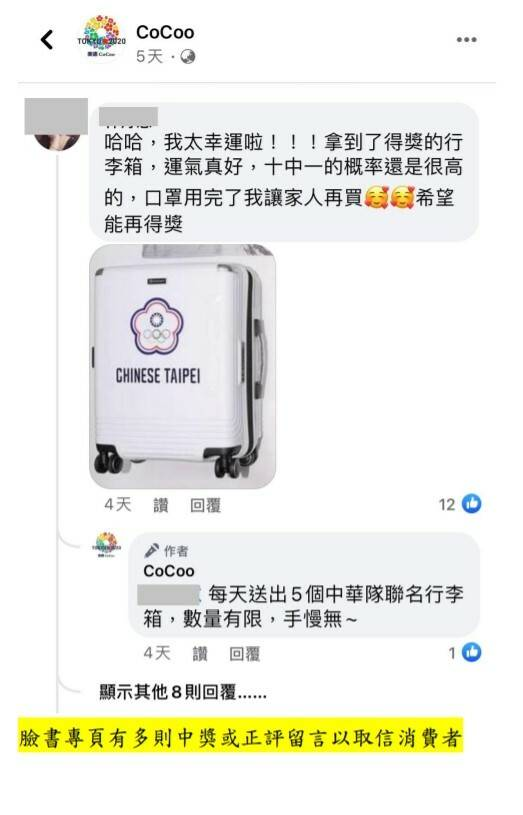 CoCoo
5天
TOKYO 2020
哈哈，我太幸運啦！！！拿到了得獎的行
李箱，運氣真好，十中一的概率還是很高
的，口罩用完了我讓家人再買🥰🥰希望
能再得獎
CHINESE TAIPEI
4天 讚 回覆 12
作者
CoCoo
每天送出5個中華隊聯名行李
箱，數量有限，手慢無~
4天 讚 回覆 1
顯示其他8則回覆......
臉書專頁有多則中獎或正評留言以取信消費者